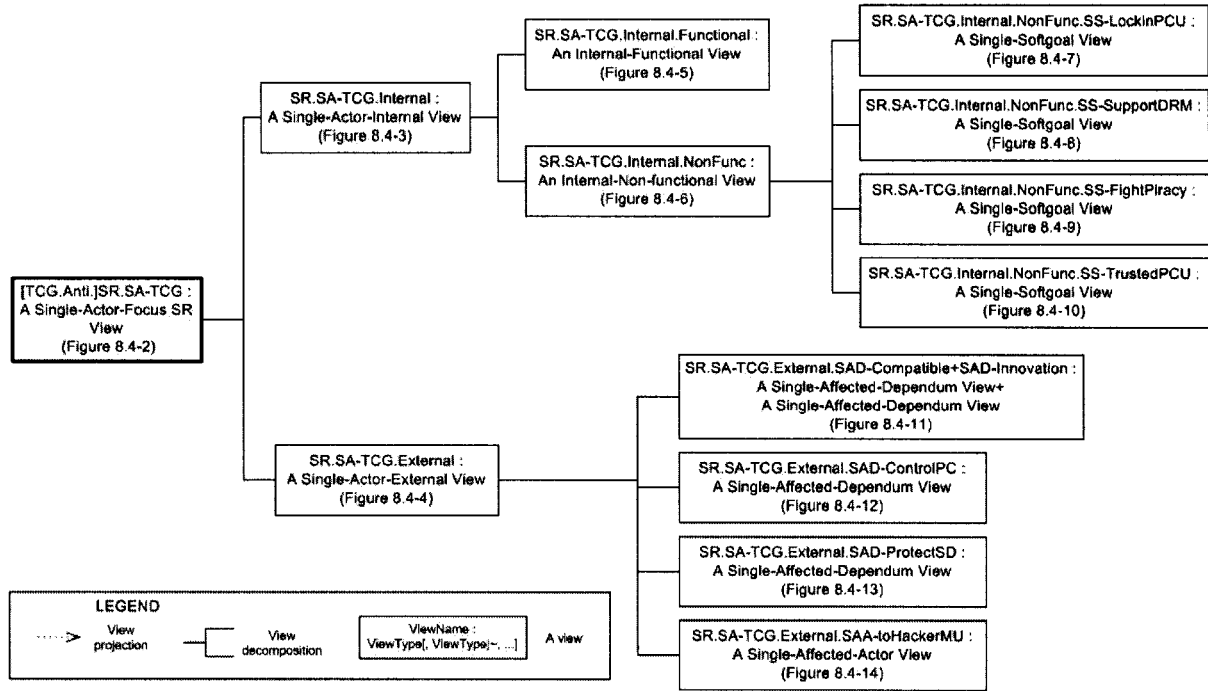 SR.SA-TCG.Internal.Functional :
An Internal-Functional View
(Figure 8.4-5)
SR.SA-TCG.Internal.NonFunc.SS-LockinPCU :
A Single-Softgoal View
(Figure 8.4-7)
SR.SA-TCG.Internal :
A Single-Actor-Internal View
(Figure 8.4-3)
SR.SA-TCG.Internal.NonFunc.SS-SupportDRM :
A Single-Softgoal View
(Figure 8.4-8)
SR.SA-TCG.Internal.NonFunc :
An Internal-Non-functional View
(Figure 8.4-6)
SR.SA-TCG.Internal.NonFunc.SS-FightPiracy :
A Single-Softgoal View
(Figure 8.4-9)
SR.SA-TCG.Internal.NonFunc.SS-TrustedPCU :
A Single-Softgoal View
(Figure 8.4-10)
[TCG.Anti.]SR.SA-TCG :
A Single-Actor-Focus SR
View
(Figure 8.4-2)
SR.SA-TCG.External.SAD-Compatible+SAD-Innovation :
A Single-Affected-Dependum View+
A Single-Affected-Dependum View
(Figure 8.4-11)
SR.SA-TCG.External :
A Single-Actor-External View
(Figure 8.4-4)
SR.SA-TCG.External.SAD-ControlPC :
A Single-Affected-Dependum View
(Figure 8.4-12)
SR.SA-TCG.External.SAD-ProtectSD :
A Single-Affected-Dependum View
(Figure 8.4-13)
SR.SA-TCG.External.SAA-toHackerMU :
A Single-Affected-Actor View
(Figure 8.4-14)
LEGEND
View
projection
View
decomposition
ViewName :
ViewType[, ViewType]~, ...]
A view